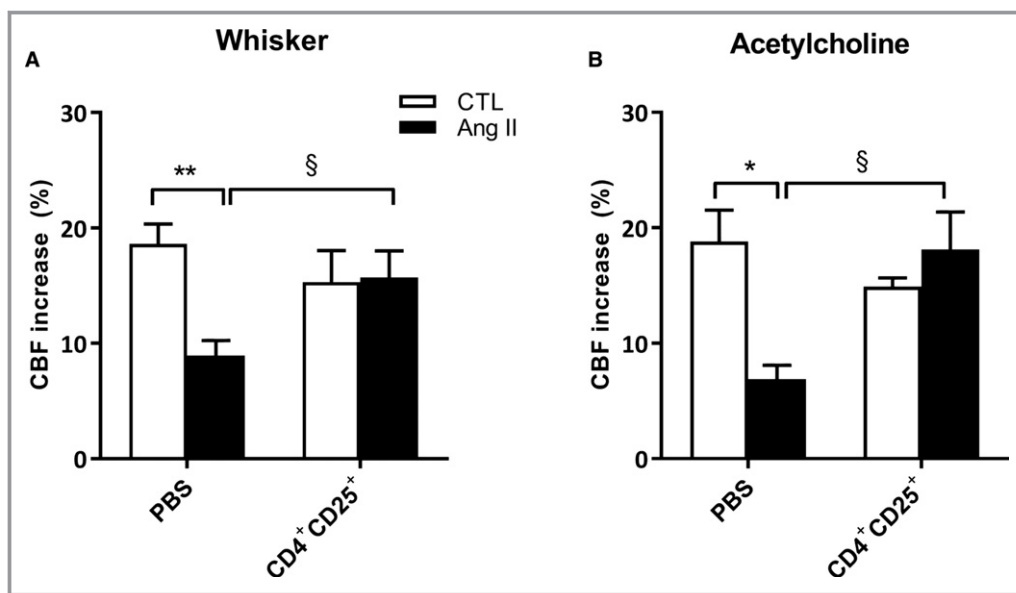 A
Whisker
CTL
Ang II
CBF increase (%)
30
20
10
0
**
§
PBS
CD4⁺CD25⁺
B
Acetylcholine
CBF increase (%)
30
20
10
0
*
§
PBS
CD4⁺CD25⁺